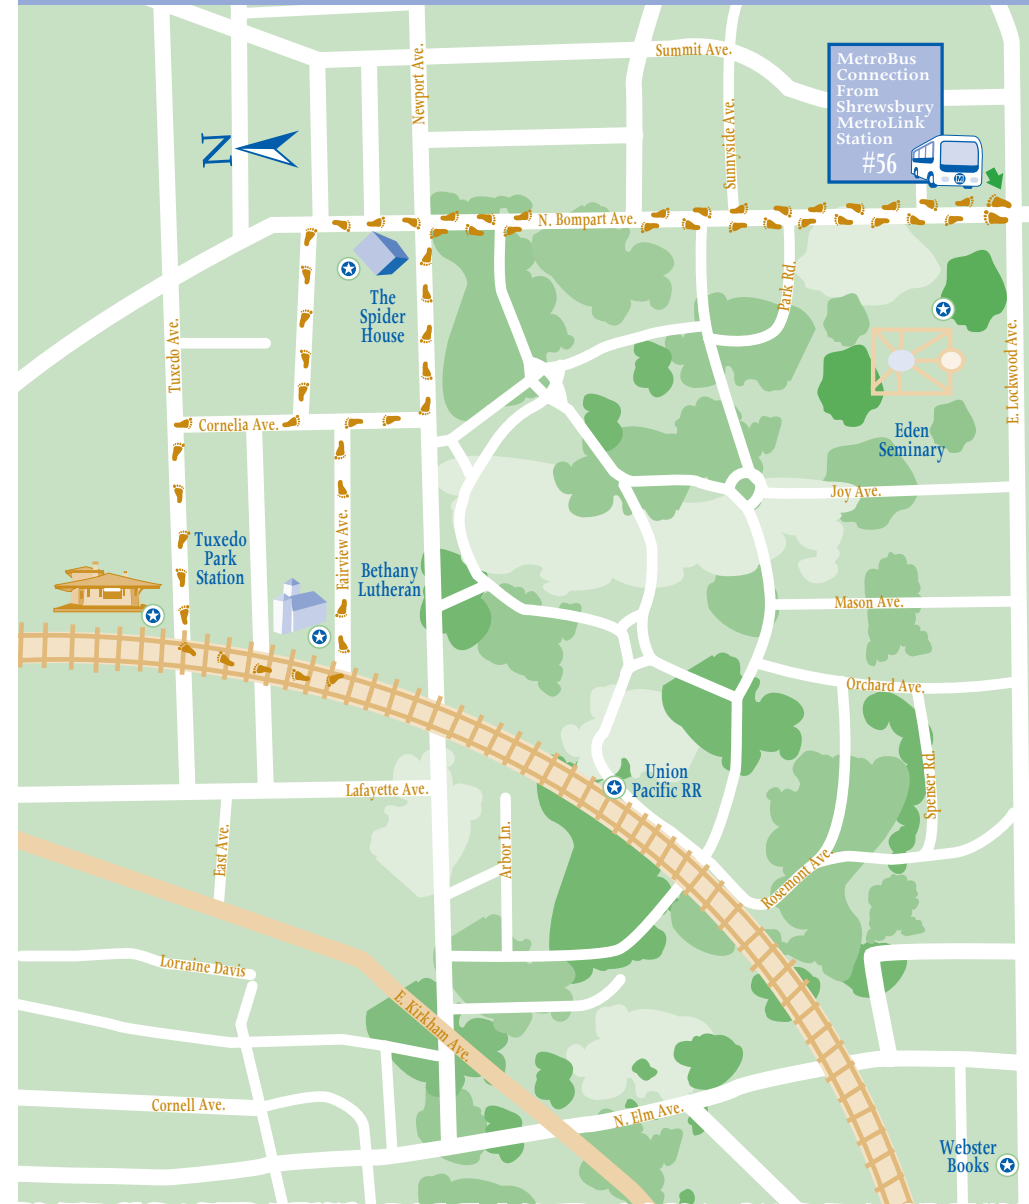 Summit Ave.
Newport Ave.
Sunnyside Ave.
MetroBus
Connection
From
Shrewsbury
MetroLink
Station
#56
M
N
N. Bompart Ave.
Park Rd.
The
Spider
House
Tuxedo Ave.
E. Lockwood Ave.
Cornelia Ave.
Eden
Seminary
Joy Ave.
Tuxedo
Park
Station
Fairview Ave.
Bethany
Lutheran
Mason Ave.
Orchard Ave.
Union
Pacific RR
Spenser Rd.
Lafayette Ave.
East Ave.
Arbor Ln.
Rosemont Ave.
Lorraine Davis
E. Kirkham Ave.
Cornell Ave.
N. Elm Ave.
Webster
Books